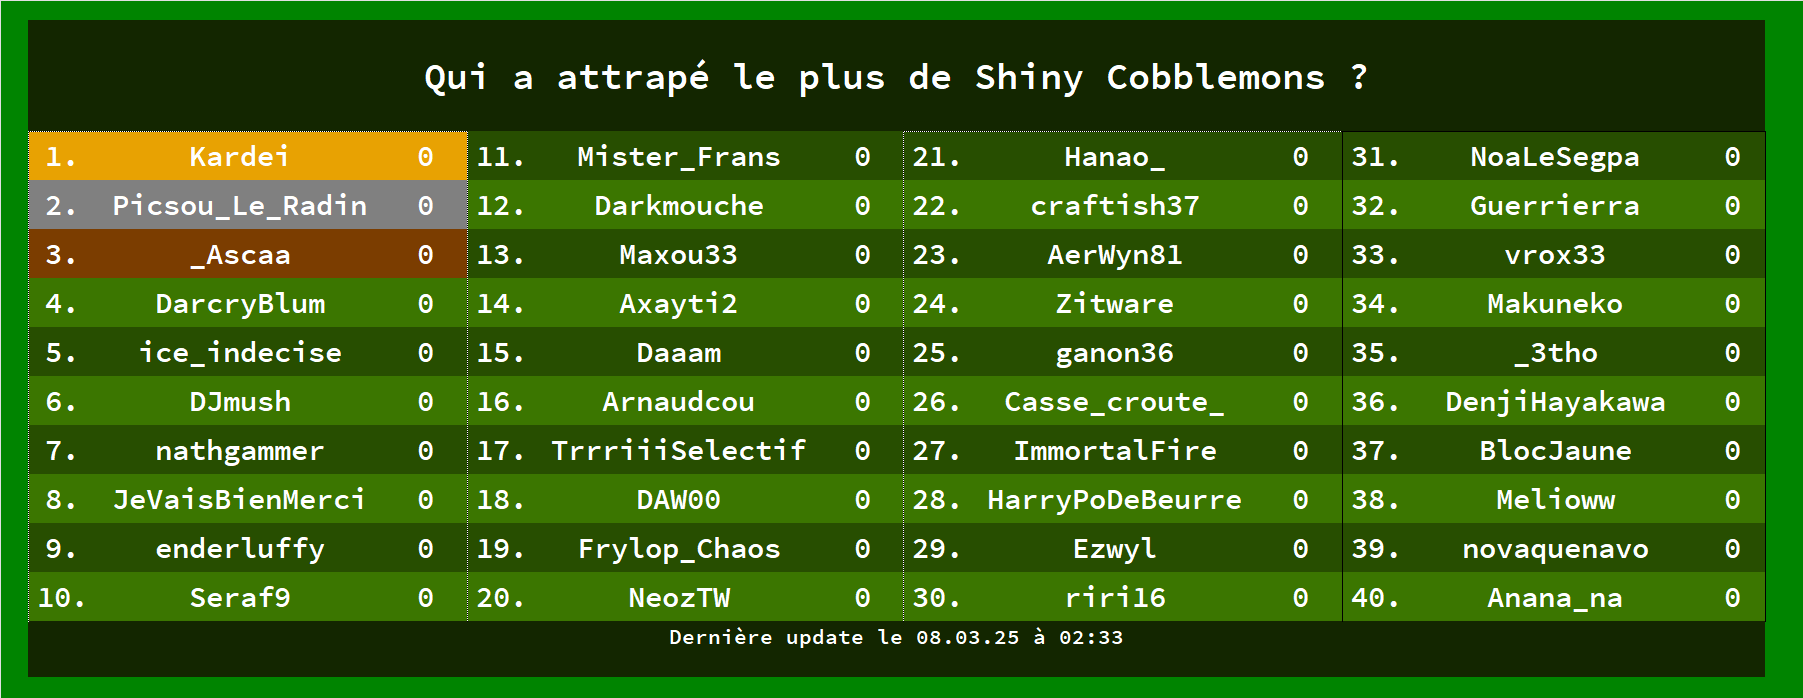 Qui a attrapé le plus de Shiny Cobblemons ?
1. Kardei 0 11. Mister_Frans 0 21. Hanao_ 0 31. NoaLeSegpa 0
2. Picsou_Le_Radin 0 12. Darkmouche 0 22. craftish37 0 32. Guerrierra 0
3. _Ascaa 0 13. Maxou33 0 23. AerWyn81 0 33. vrox33 0
4. DarcryBlum 0 14. Axayti2 0 24. Zitware 0 34. Makuneko 0
5. ice_indecise 0 15. Daaam 0 25. ganon36 0 35. _3tho 0
6. DJmush 0 16. Arnaudcou 0 26. Casse_croute_ 0 36. DenjiHayakawa 0
7. nathgammer 0 17. TrrriiiSelectif 0 27. ImmortalFire 0 37. BlocJaune 0
8. JeVaisBienMerci 0 18. DAW00 0 28. HarryPoDeBeurre 0 38. Melioww 0
9. enderluffy 0 19. Frylop_Chaos 0 29. Ezwyl 0 39. novaquenavo 0
10. Seraf9 0 20. NeozTW 0 30. riri16 0 40. Anana_na 0
Dernière update le 08.03.25 à 02:33